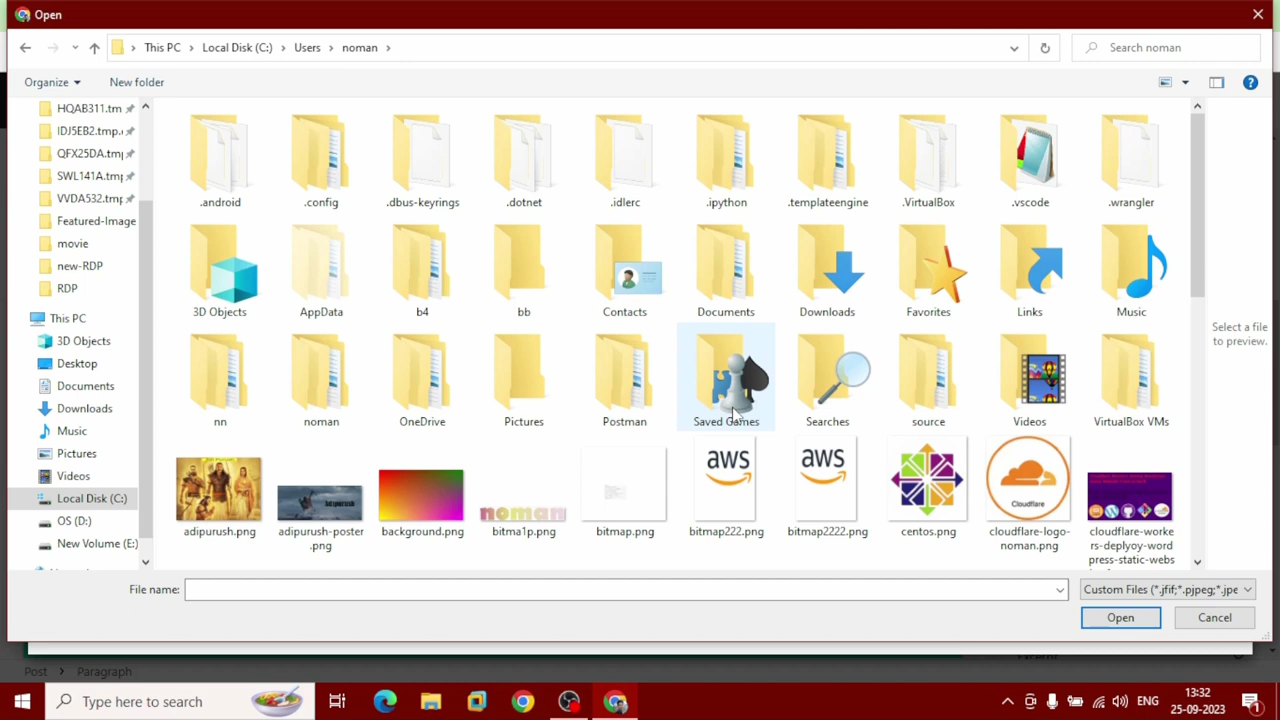 Open
This PC
Local Disk (C:)
Users
noman
Search noman
Organize
New folder
HQAB311.tm
IDJ5EB2.tmp.
QFX25DA.tmp
SWL141A.tmp
VVDA532.tmp
Featured-Image
movie
new-RDP
RDP
This PC
3D Objects
Desktop
Documents
Downloads
Music
Pictures
Videos
Local Disk (C:)
OS (D:)
New Volume (E:)
.android
.config
.dbus-keyrings
.dotnet
.idlerc
.ipython
.templateengine
.VirtualBox
.vscode
.wrangler
3D Objects
AppData
b4
bb
Contacts
Documents
Downloads
Favorites
Links
Music
nn
noman
OneDrive
Pictures
Postman
Saved Games
Searches
source
Videos
VirtualBox VMs
noman
aws
aws
Cloudflare
adipurush.png
adipurush-poster
.png
background.png
bitma1p.png
bitmap.png
bitmap222.png
bitmap2222.png
centos.png
cloudflare-logo-
noman.png
cloudflare-worke
rs-deplyoy-word
press-static-webs
Select a file
to preview.
File name:
Custom Files (*.jfif;*.pjpeg;*.jpe
Open
Cancel
Post
Paragraph
Type here to search
ENG
13:32
25-09-2023